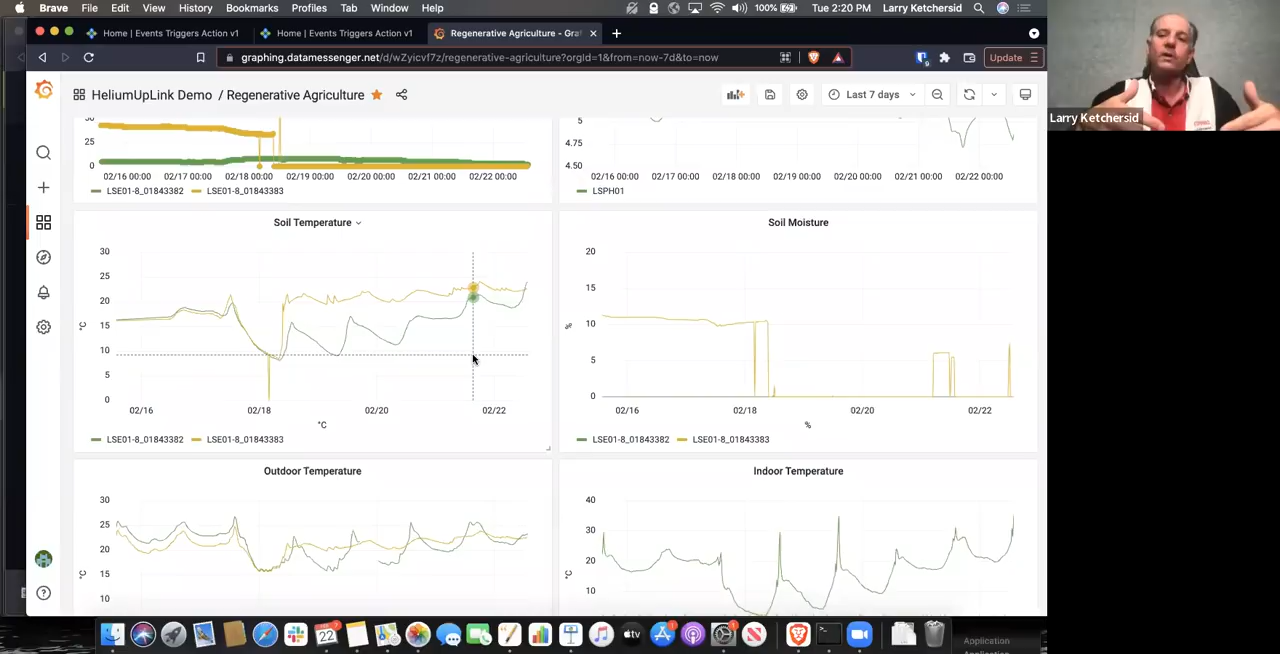 Brave File Edit View History Bookmarks Profiles Tab Window Help 100% Tue 2:20 PM Larry Ketchersid
Home | Events Triggers Action v1
Home | Events Triggers Action v1
Regenerative Agriculture - Gra
graphing.datamessenger.net/d/wZyicvf7z/regenerative-agriculture?orgId=1&from=now-7d&to=now
9
Update
HeliumUpLink Demo / Regenerative Agriculture
Last 7 days
Larry Ketchersid
25
0
02/16 00:00 02/17 00:00 02/18 00:00 02/19 00:00 02/20 00:00 02/21 00:00 02/22 00:00
LSE01-8_01843382 LSE01-8_01843383
5
4.75
4.50
02/16 00:00 02/17 00:00 02/18 00:00 02/19 00:00 02/20 00:00 02/21 00:00 02/22 00:00
LSPH01
Soil Temperature
30
25
20
15
10
5
0
°C
02/16 02/18 02/20 02/22
°C
LSE01-8_01843382 LSE01-8_01843383
Soil Moisture
20
15
10
5
0
%
02/16 02/18 02/20 02/22
%
LSE01-8_01843382 LSE01-8_01843383
Outdoor Temperature
30
25
20
15
10
°C
Indoor Temperature
40
30
20
10
°C
22
tv
1
1
Application